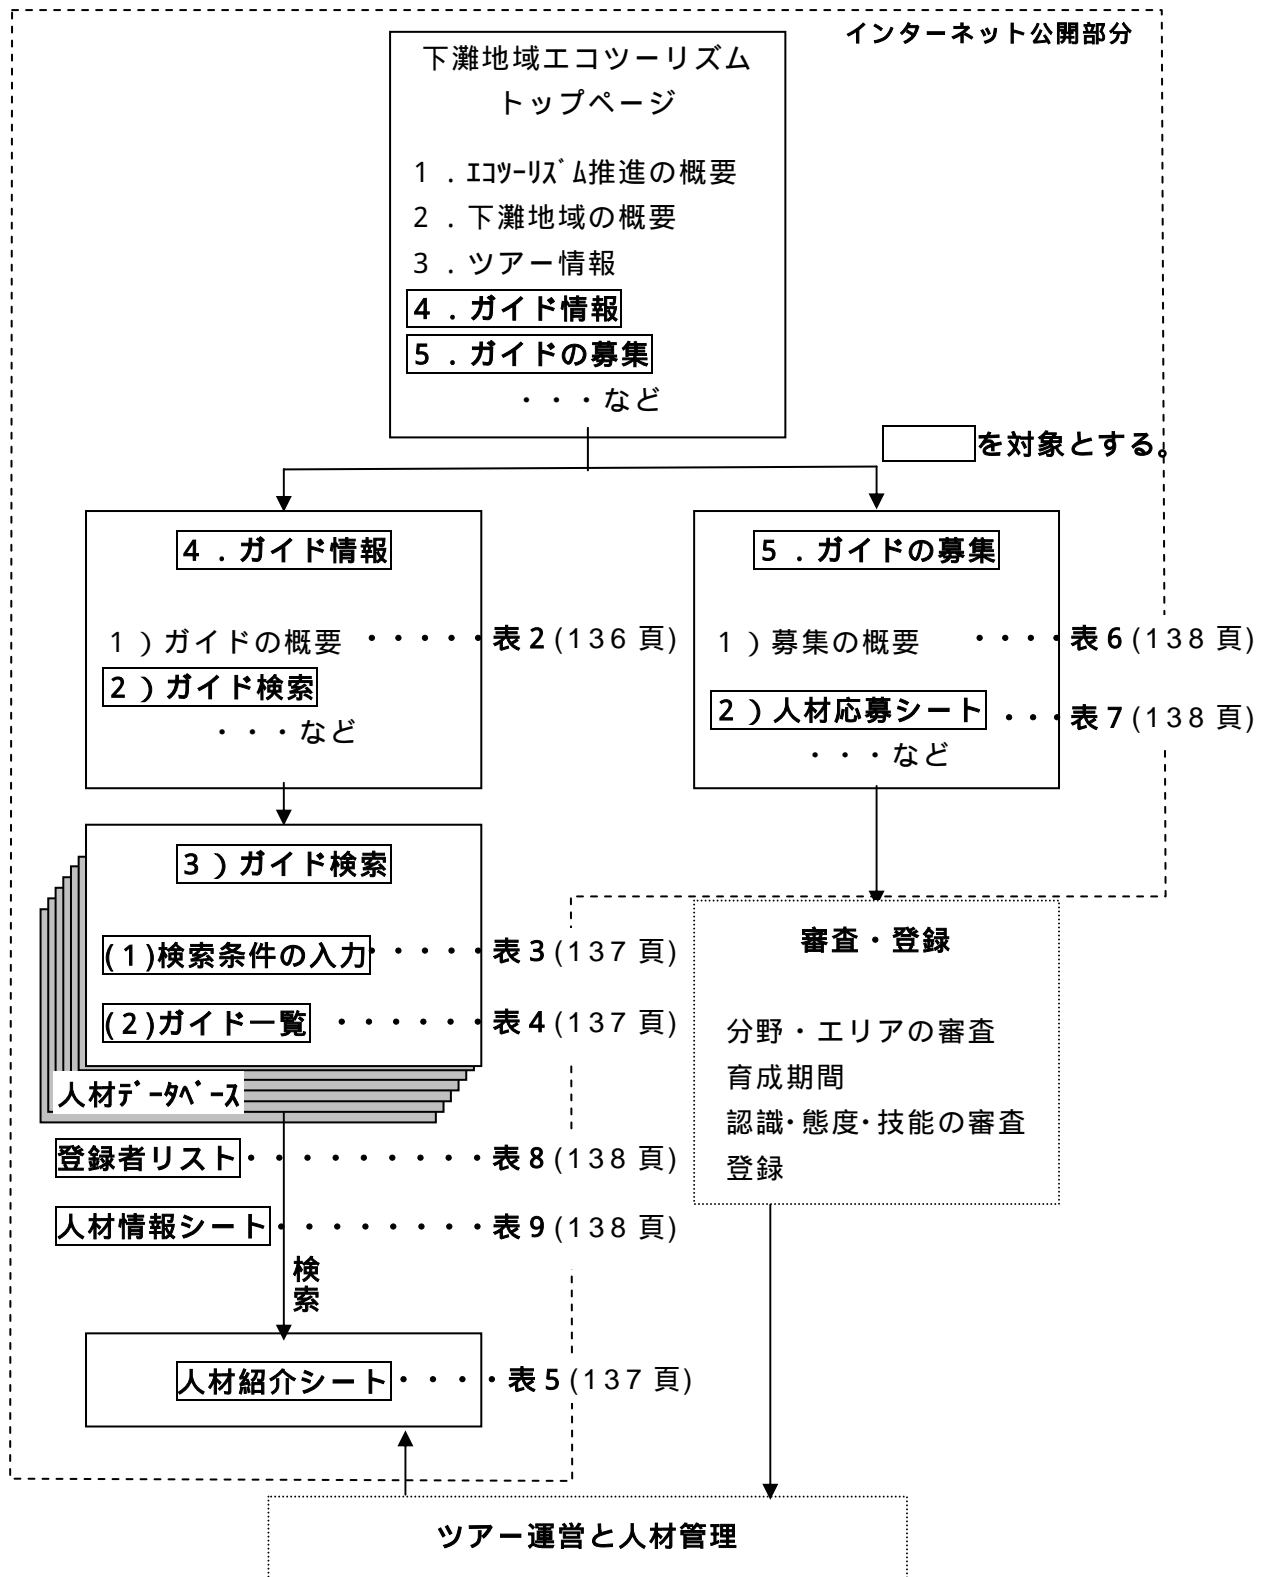 インターネット公開部分
下灘地域エコツーリズム
トップページ
1．ｴｺﾂｰﾘｽﾞﾑ推進の概要
2．下灘地域の概要
3．ツアー情報
4．ガイド情報
5．ガイドの募集
・・・など
を対象とする。
4．ガイド情報
1）ガイドの概要 ・・・・・表2(136頁)
2）ガイド検索
・・・など
5．ガイドの募集
1）募集の概要 ・・・・表6(138頁)
2）人材応募シート ・・・表7(138頁)
・・・など
3）ガイド検索
(1)検索条件の入力・・・・・表3(137頁)
(2)ガイド一覧 ・・・・・・表4(137頁)
人材ﾃﾞｰﾀﾍﾞｰｽ
登録者リスト・・・・・・・・・表8(138頁)
人材情報シート・・・・・・・・表9(138頁)
検索
人材紹介シート・・・・表5(137頁)
審査・登録
分野・エリアの審査
育成期間
認識･態度･技能の審査
登録
ツアー運営と人材管理